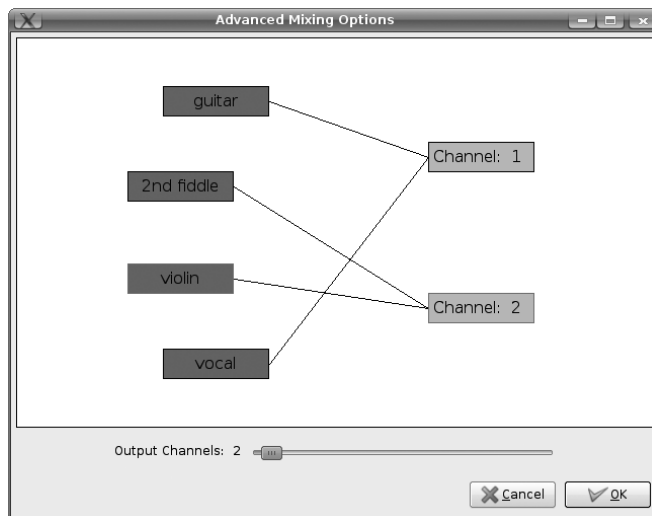 Advanced Mixing Options
guitar
Channel: 1
2nd fiddle
violin
Channel: 2
vocal
Output Channels: 2
Cancel
OK